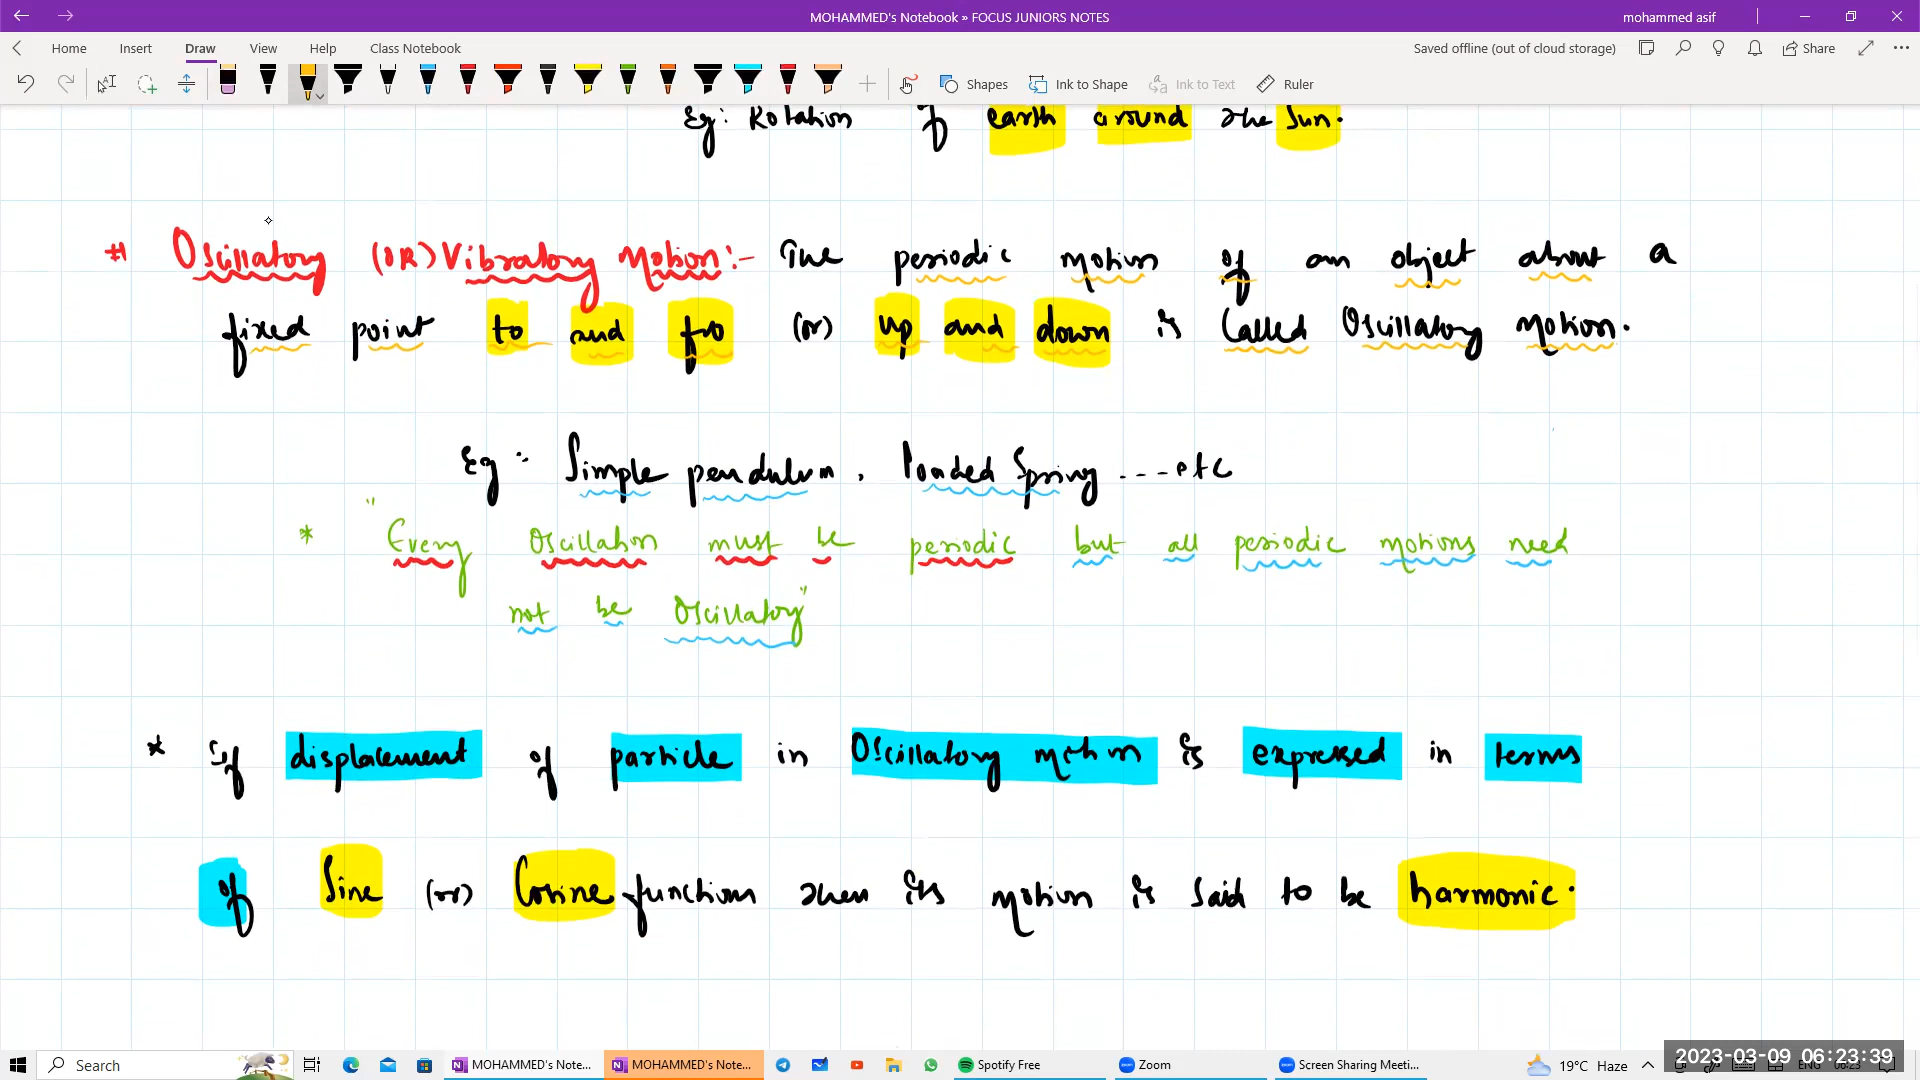 MOHAMMED's Notebook » FOCUS JUNIORS NOTES
mohammed asif
Home Insert Draw View Help Class Notebook
Saved offline (out of cloud storage)
Share
Shapes Ink to Shape Ink to Text Ruler
Eg: Rotation of earth around the Sun.
* Oscillatory (OR) Vibratory Motion:- The periodic motion of an object about a
fixed point to and fro (or) up and down is Called Oscillatory motion.
Eg:- Simple pendulum, Loaded Spring ....etc
* "Every Oscillation must be periodic but all periodic motions need
not be Oscillatory"
* If displacement of particle in Oscillatory motion is expressed in terms
of Sine (or) Cosine function then its motion is said to be harmonic.
Search
MOHAMMED's Note...
MOHAMMED's Note...
Spotify Free
Zoom
Screen Sharing Meeti...
19°C Haze
2023-03-09 06:23:39